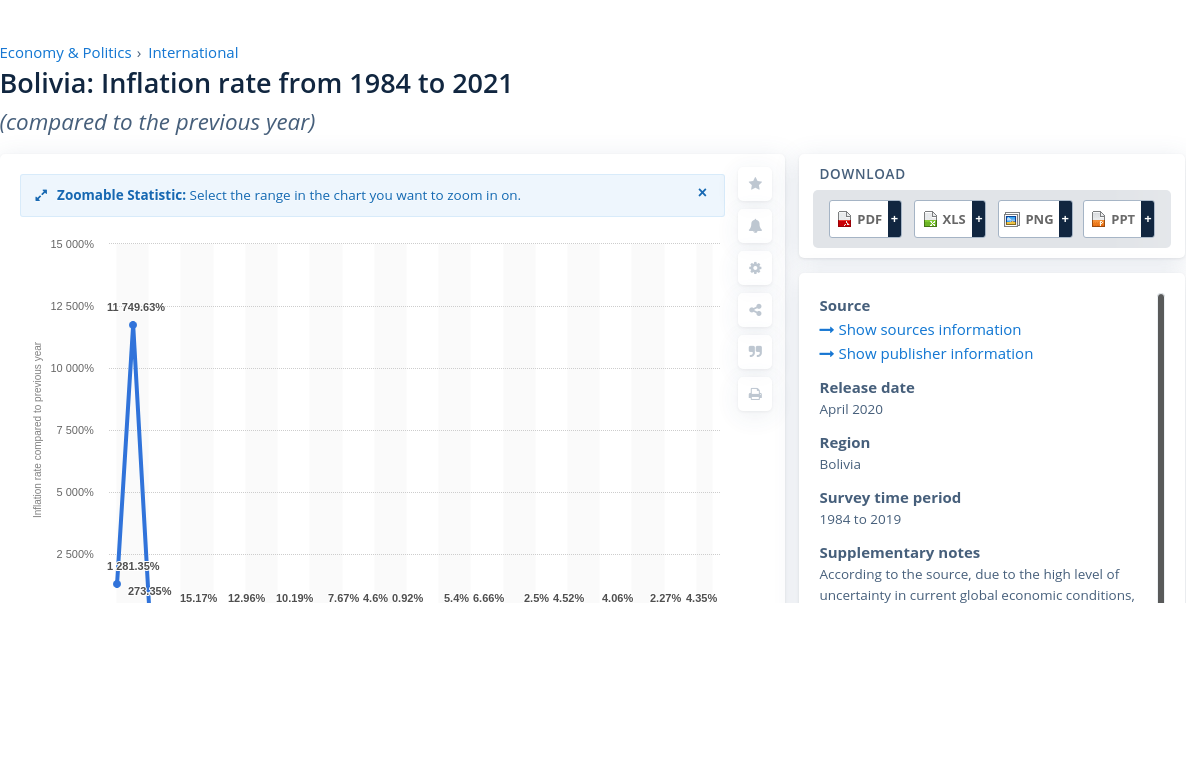 Economy & Politics › International
Bolivia: Inflation rate from 1984 to 2021
(compared to the previous year)
Zoomable Statistic: Select the range in the chart you want to zoom in on. ×
15 000%
12 500%
10 000%
7 500%
5 000%
2 500%
Inflation rate compared to previous year
11 749.63%
1 281.35%
273.35%
15.17% 12.96% 10.19% 7.67% 4.6% 0.92% 5.4% 6.66% 2.5% 4.52% 4.06% 2.27% 4.35%
DOWNLOAD
PDF + XLS + PNG + PPT +
Source
Show sources information
Show publisher information
Release date
April 2020
Region
Bolivia
Survey time period
1984 to 2019
Supplementary notes
According to the source, due to the high level of
uncertainty in current global economic conditions,